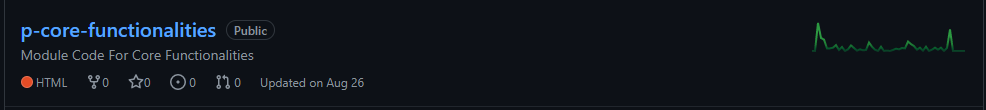 p-core-functionalities Public
Module Code For Core Functionalities
HTML 0 0 0 0 Updated on Aug 26